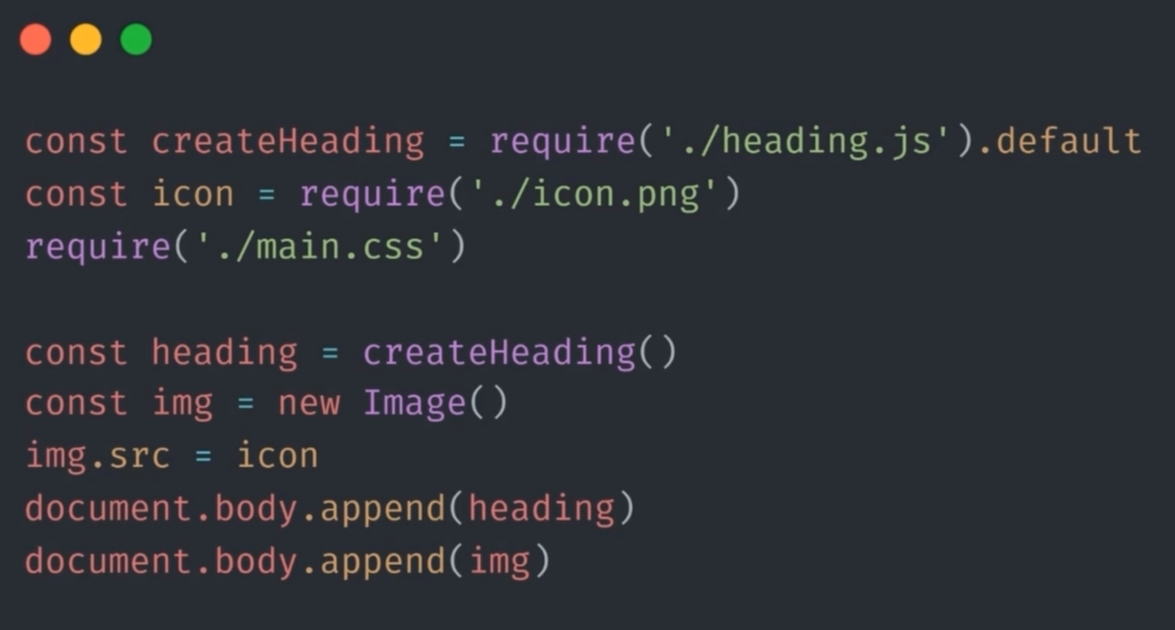 const createHeading = require('./heading.js').default
const icon = require('./icon.png')
require('./main.css')
const heading = createHeading()
const img = new Image()
img.src = icon
document.body.append(heading)
document.body.append(img)